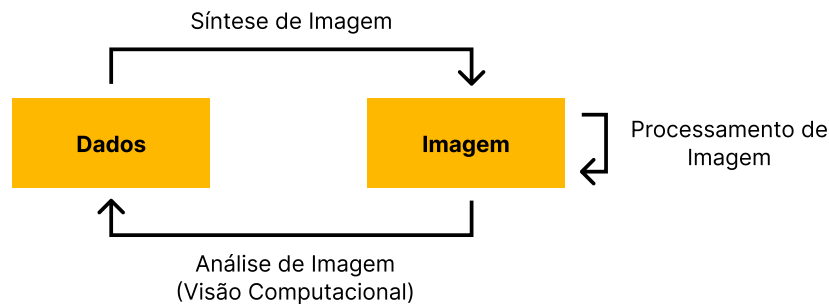 Síntese de Imagem
Dados
Imagem
Processamento de
Imagem
Análise de Imagem
(Visão Computacional)